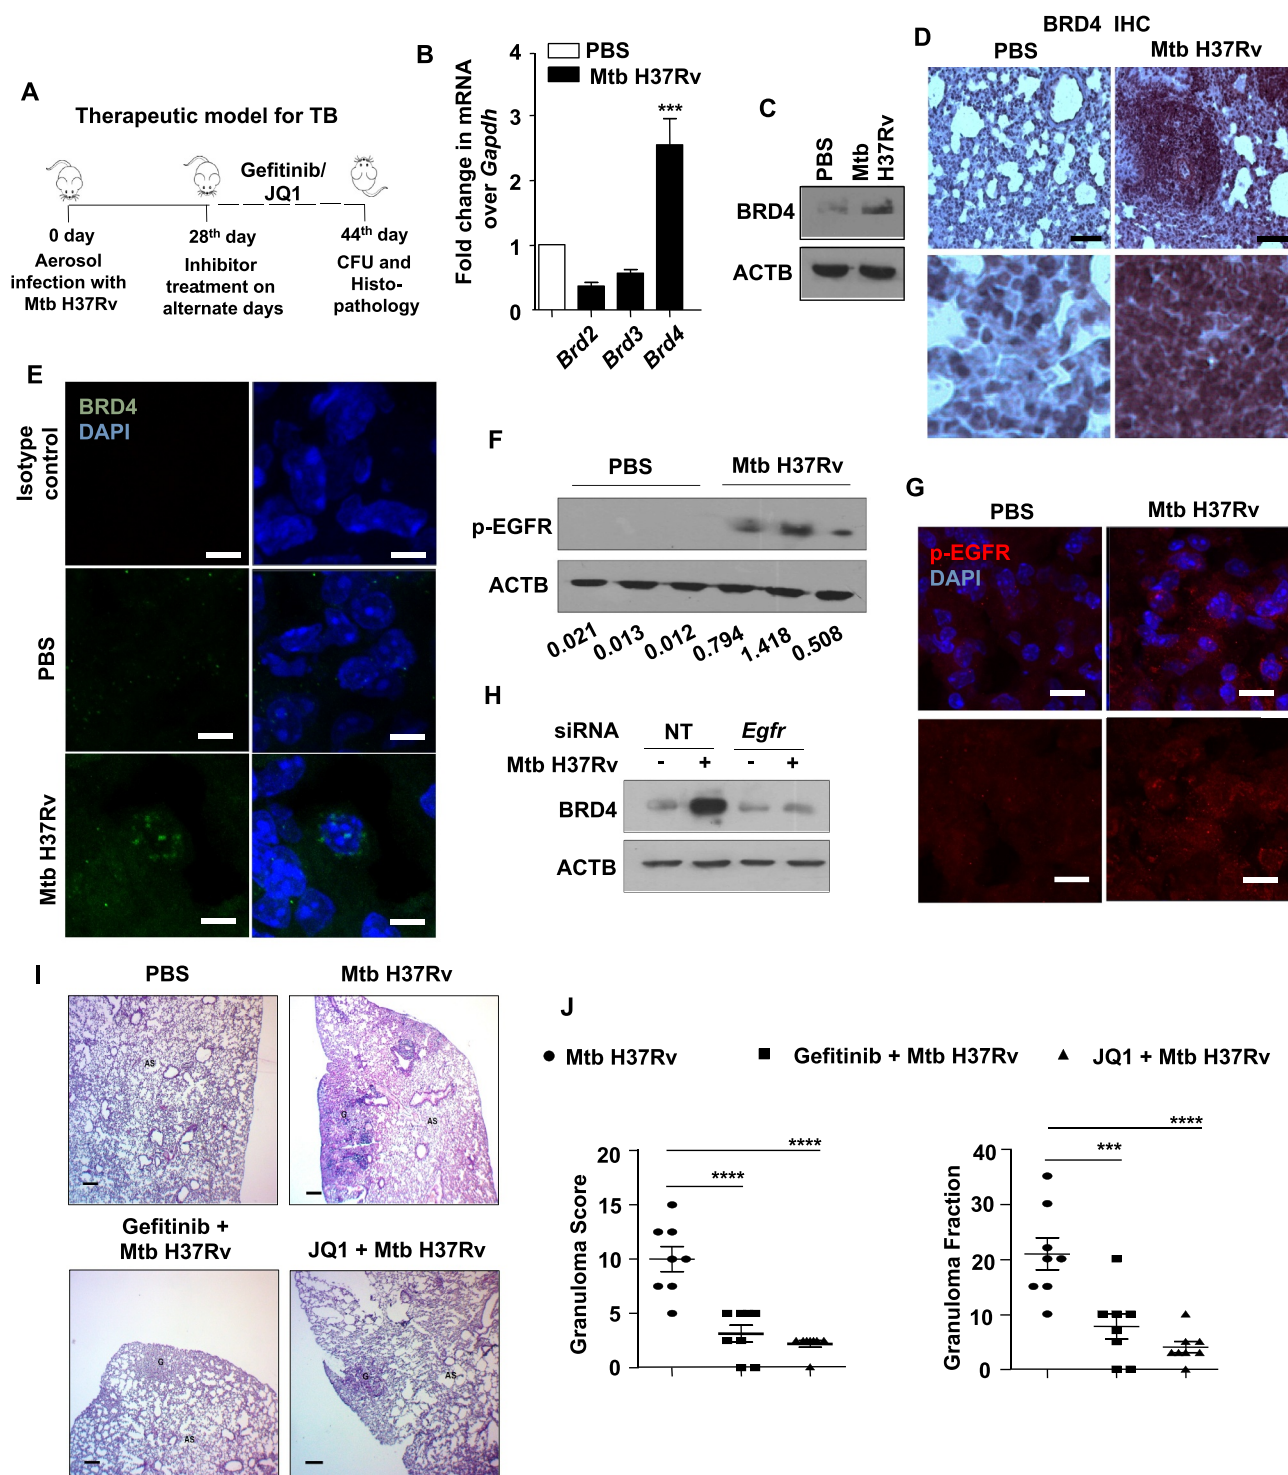 A
Therapeutic model for TB
Gefitinib/
JQ1
0 day
28th day
44th day
Aerosol
infection with
Mtb H37Rv
Inhibitor
treatment on
alternate days
CFU and
Histo-
pathology
B
Fold change in mRNA
over Gapdh
4
3
2
1
0
PBS
Mtb H37Rv
***
Brd2
Brd3
Brd4
C
PBS
Mtb
H37Rv
BRD4
ACTB
D
BRD4 IHC
PBS
Mtb H37Rv
E
BRD4
DAPI
Isotype
control
PBS
Mtb H37Rv
F
PBS
Mtb H37Rv
p-EGFR
ACTB
0.021
0.013
0.012
0.794
1.418
0.508
G
PBS
Mtb H37Rv
p-EGFR
DAPI
H
siRNA
NT
Egfr
Mtb H37Rv
- + - +
BRD4
ACTB
I
PBS
Mtb H37Rv
AS
G
AS
Gefitinib +
Mtb H37Rv
JQ1 + Mtb H37Rv
G
AS
G
AS
J
Mtb H37Rv
Gefitinib + Mtb H37Rv
JQ1 + Mtb H37Rv
Granuloma Score
20
15
10
5
0
****
****
Granuloma Fraction
40
30
20
10
0
****
***